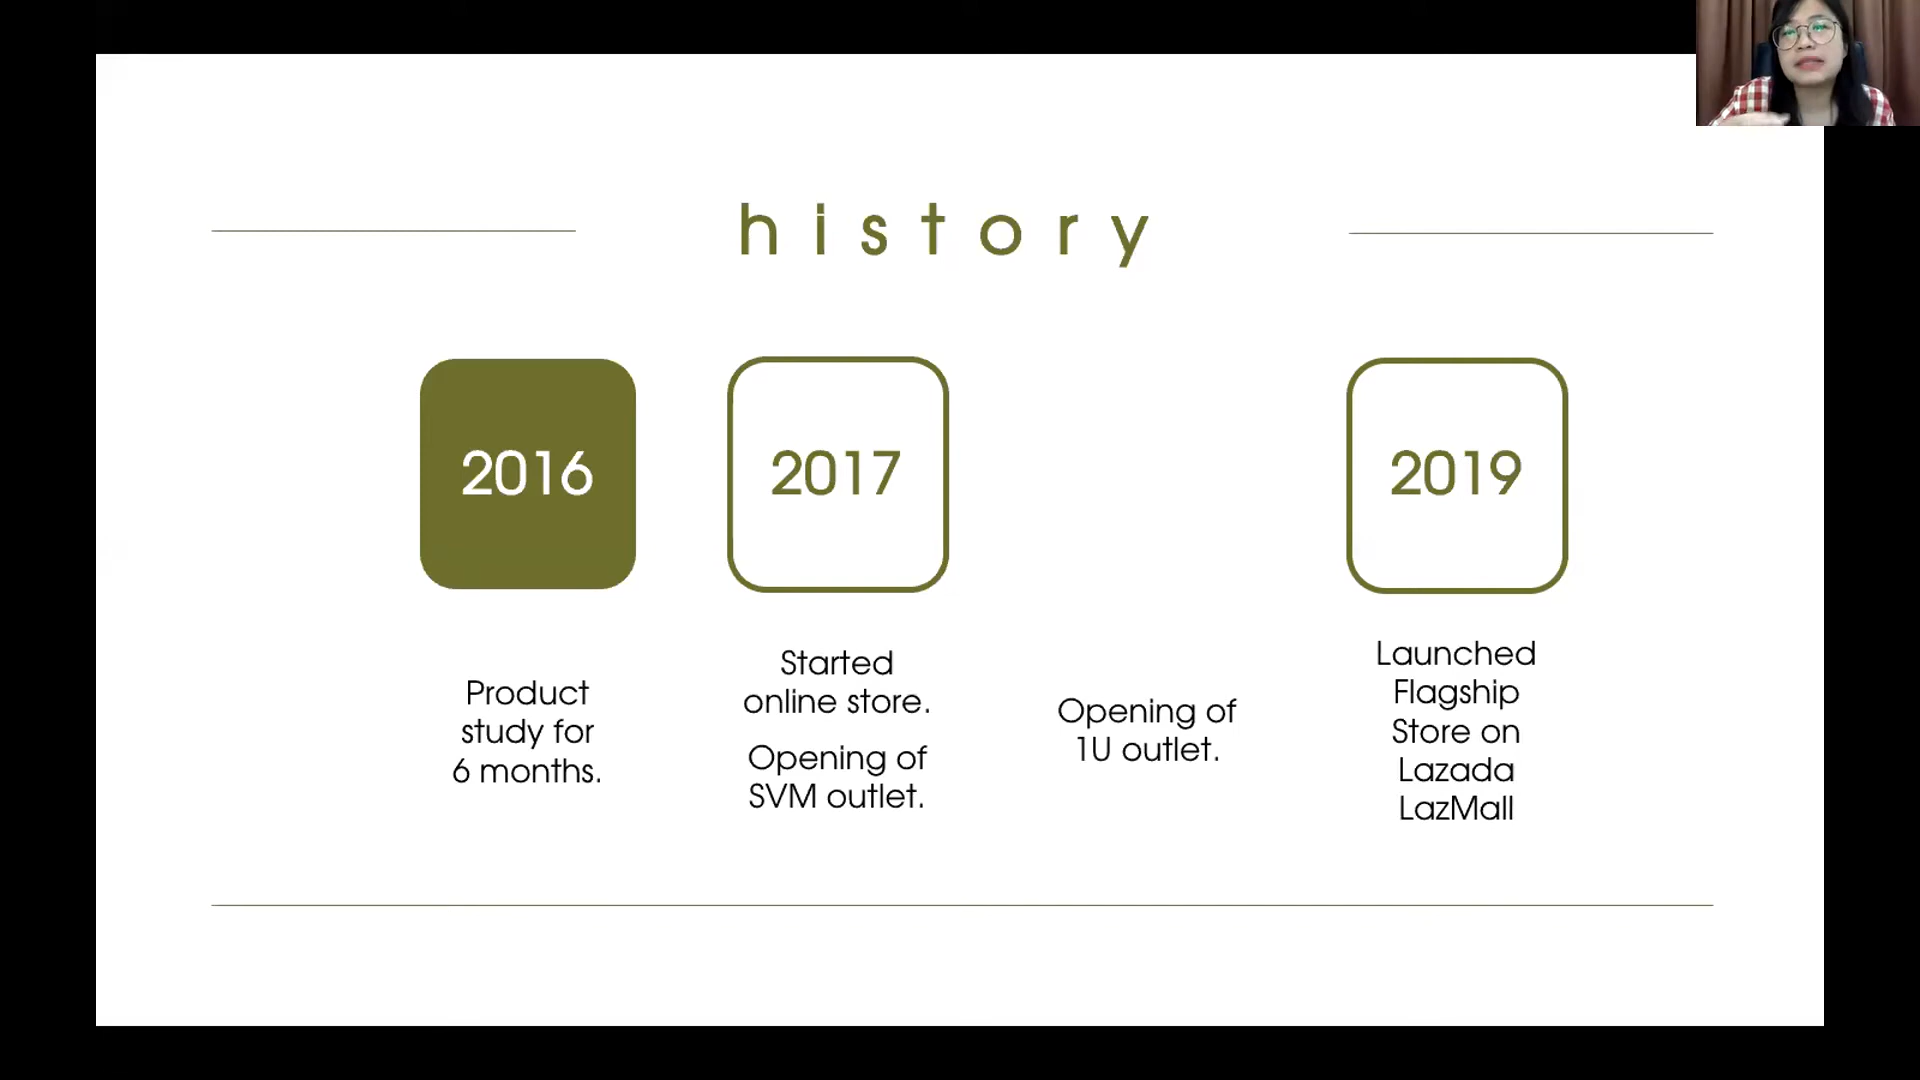 history
2016
2017
2019
Product
study for
6 months.
Started
online store.
Opening of
SVM outlet.
Opening of
1U outlet.
Launched
Flagship
Store on
Lazada
LazMall